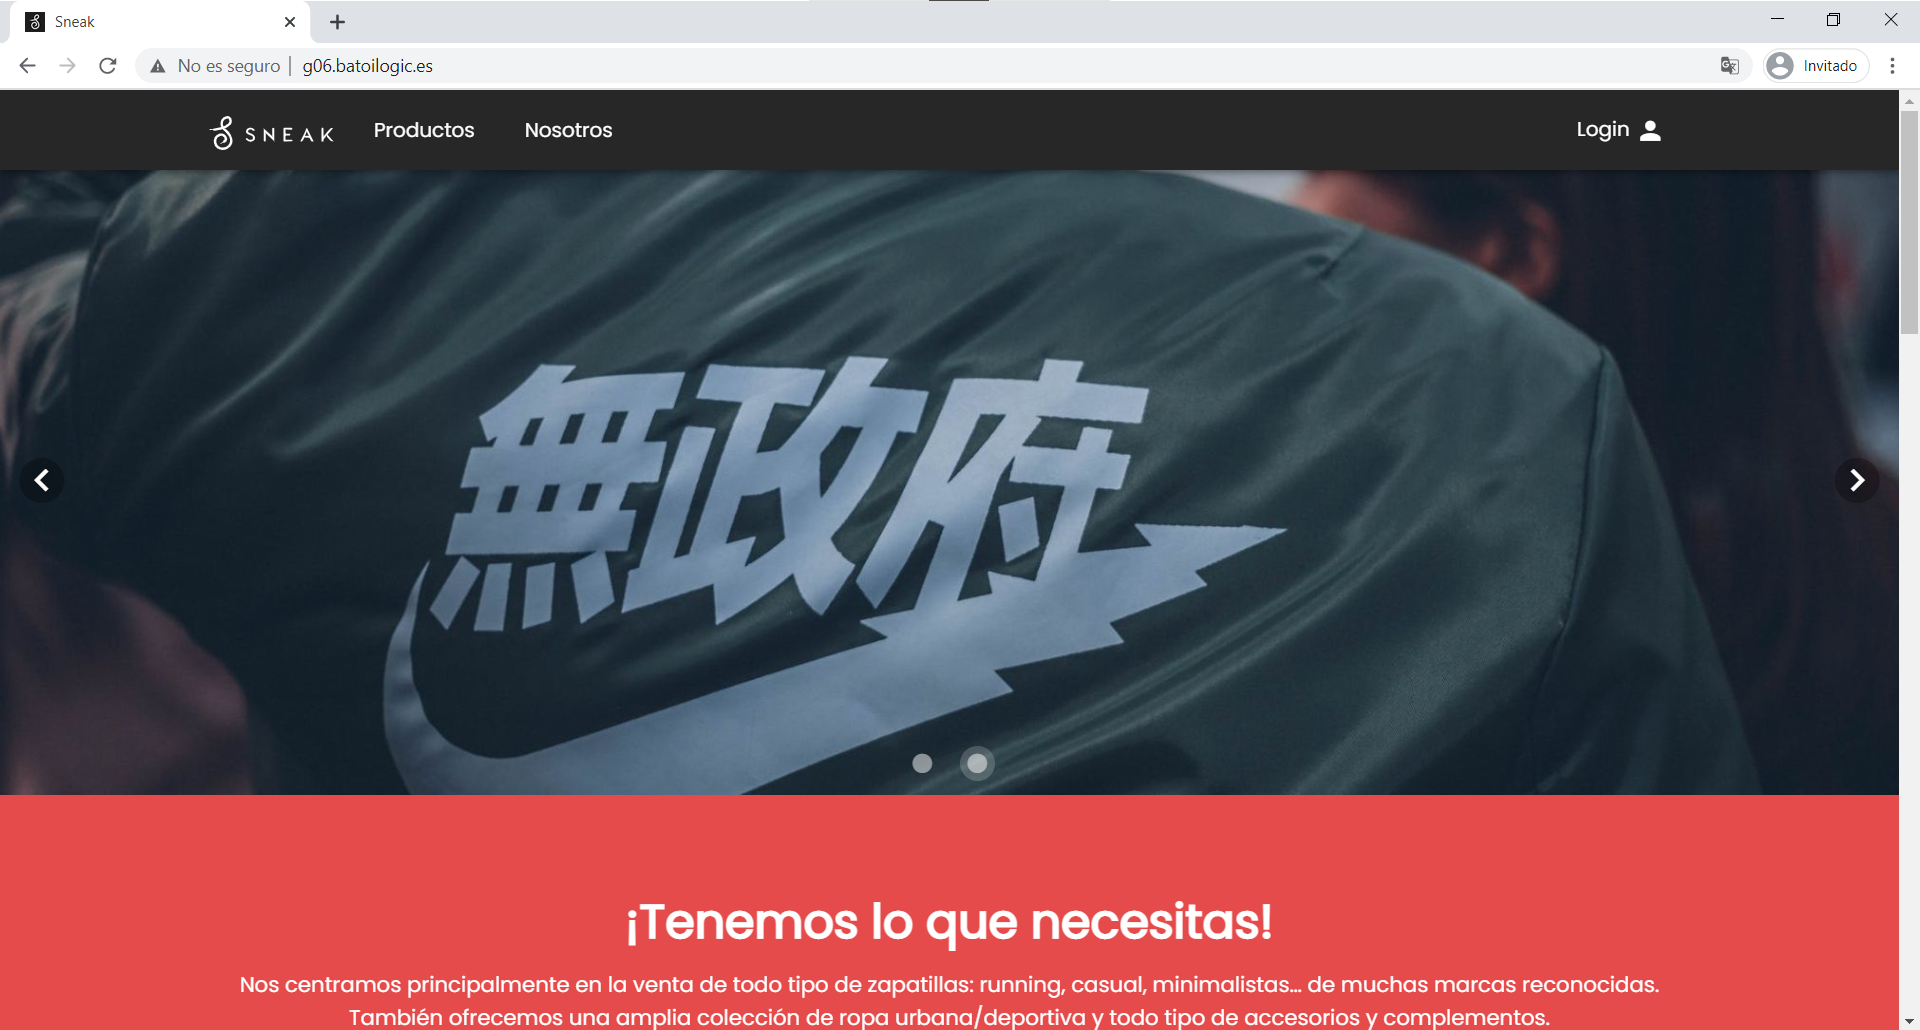 Sneak
No es seguro | g06.batoilogic.es
Invitado
SNEAK
Productos
Nosotros
Login
無政府
¡Tenemos lo que necesitas!
Nos centramos principalmente en la venta de todo tipo de zapatillas: running, casual, minimalistas... de muchas marcas reconocidas.
También ofrecemos una amplia colección de ropa urbana/deportiva y todo tipo de accesorios y complementos.